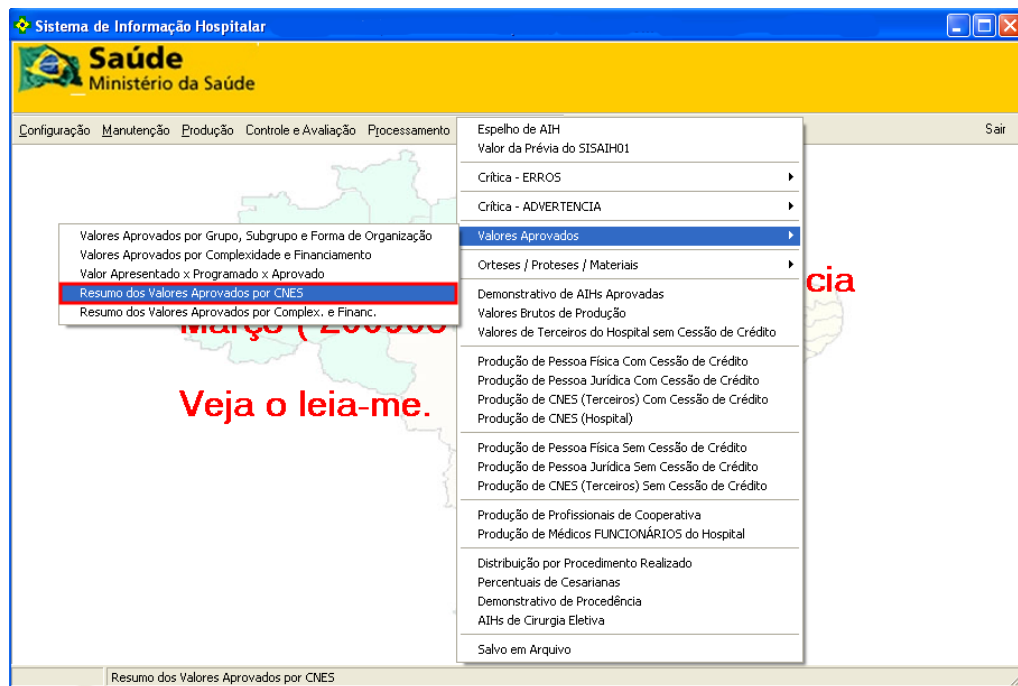 Sistema de Informação Hospitalar
Saúde
Ministério da Saúde
Configuração Manutenção Produção Controle e Avaliação Processamento Sair
Espelho de AIH
Valor da Prévia do SISAIH01
Crítica - ERROS
Crítica - ADVERTENCIA
Valores Aprovados
Orteses / Proteses / Materiais
Demonstrativo de AIHs Aprovadas
Valores Brutos de Produção
Valores de Terceiros do Hospital sem Cessão de Crédito
Produção de Pessoa Física Com Cessão de Crédito
Produção de Pessoa Jurídica Com Cessão de Crédito
Produção de CNES (Terceiros) Com Cessão de Crédito
Produção de CNES (Hospital)
Produção de Pessoa Física Sem Cessão de Crédito
Produção de Pessoa Jurídica Sem Cessão de Crédito
Produção de CNES (Terceiros) Sem Cessão de Crédito
Produção de Profissionais de Cooperativa
Produção de Médicos FUNCIONÁRIOS do Hospital
Distribuição por Procedimento Realizado
Percentuais de Cesarianas
Demonstrativo de Procedência
AIHs de Cirurgia Eletiva
Salvo em Arquivo
Valores Aprovados por Grupo, Subgrupo e Forma de Organização
Valores Aprovados por Complexidade e Financiamento
Valor Apresentado x Programado x Aprovado
Resumo dos Valores Aprovados por CNES
Resumo dos Valores Aprovados por Complex. e Financ.
cia
Março (
Veja o leia-me.
Resumo dos Valores Aprovados por CNES